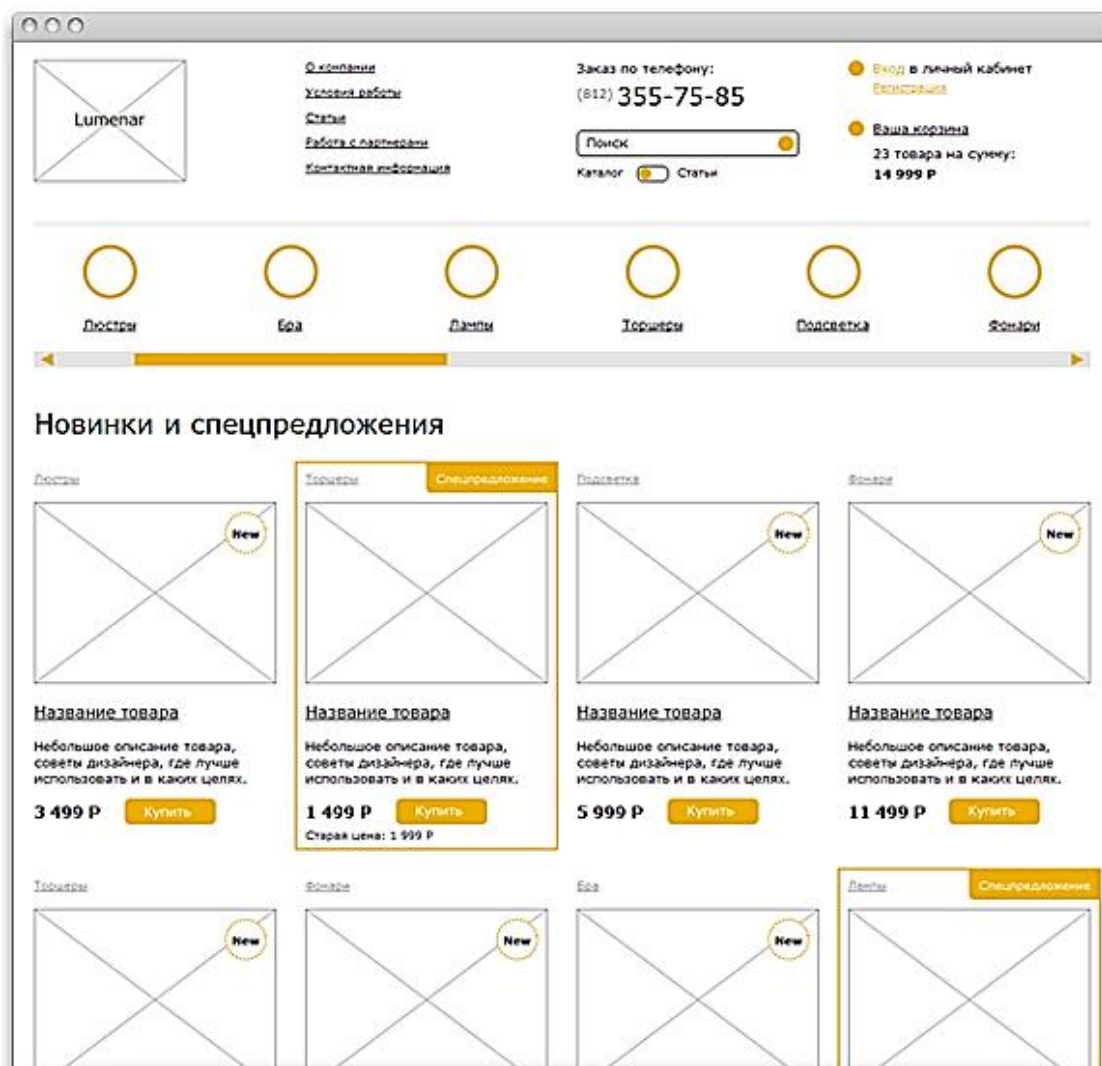 Lumenar
О компании
Условия работы
Статьи
Работа с партнерами
Контактная информация
Заказ по телефону:
(812) 355-75-85
Поиск
Каталог Статьи
Вход в личный кабинет
Регистрация
Ваша корзина
23 товара на сумму:
14 999 Р
Люстры Бра Лампы Торшеры Подсветка Фонари
Новинки и спецпредложения
Люстры
New
Название товара
Небольшое описание товара,
советы дизайнера, где лучше
использовать и в каких целях.
3 499 Р Купить
Торшеры Спецпредложение
Название товара
Небольшое описание товара,
советы дизайнера, где лучше
использовать и в каких целях.
1 499 Р Купить
Старая цена: 1 999 Р
Подсветка
New
Название товара
Небольшое описание товара,
советы дизайнера, где лучше
использовать и в каких целях.
5 999 Р Купить
Фонари
New
Название товара
Небольшое описание товара,
советы дизайнера, где лучше
использовать и в каких целях.
11 499 Р Купить
Торшеры
New
Фонари
New
Бра
New
Лампы Спецпредложение